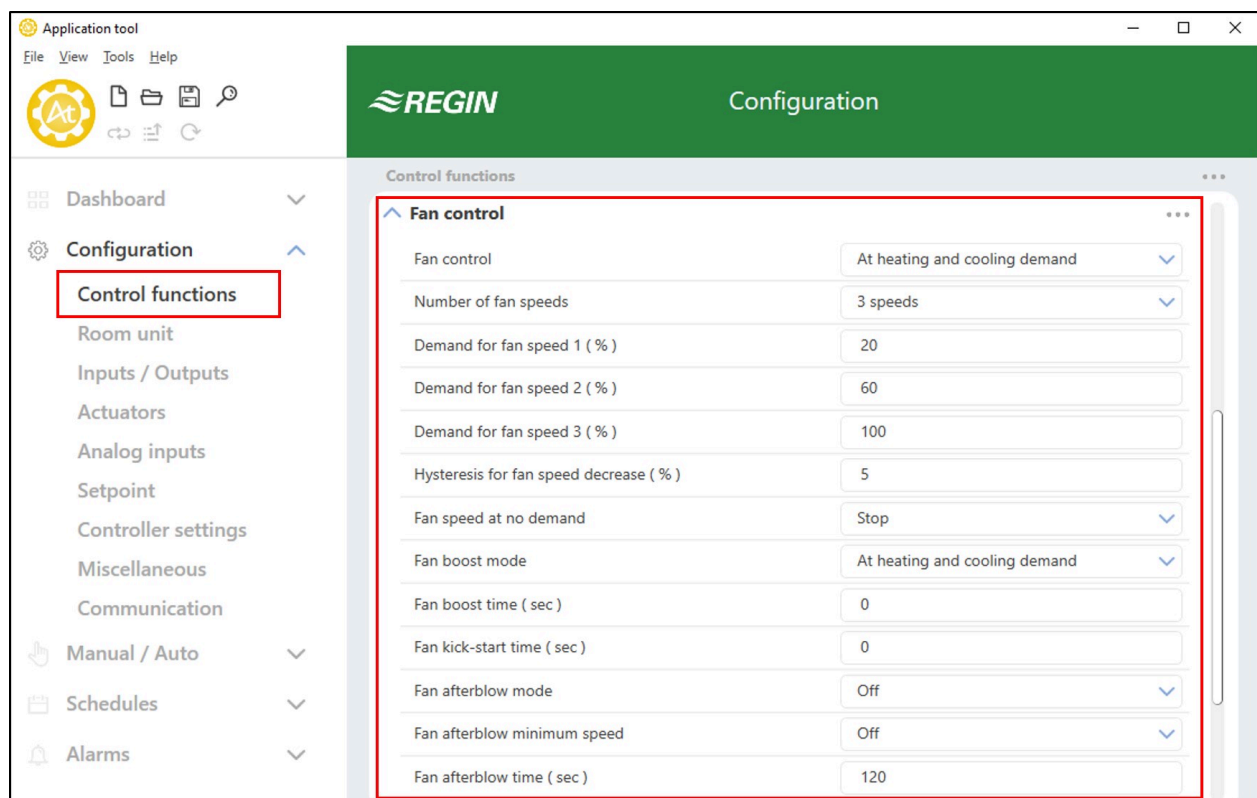 Application tool
File View Tools Help
At
REGIN
Configuration
Dashboard
Configuration
Control functions
Room unit
Inputs / Outputs
Actuators
Analog inputs
Setpoint
Controller settings
Miscellaneous
Communication
Manual / Auto
Schedules
Alarms
Control functions
Fan control
Fan control At heating and cooling demand
Number of fan speeds 3 speeds
Demand for fan speed 1 ( % ) 20
Demand for fan speed 2 ( % ) 60
Demand for fan speed 3 ( % ) 100
Hysteresis for fan speed decrease ( % ) 5
Fan speed at no demand Stop
Fan boost mode At heating and cooling demand
Fan boost time ( sec ) 0
Fan kick-start time ( sec ) 0
Fan afterblow mode Off
Fan afterblow minimum speed Off
Fan afterblow time ( sec ) 120